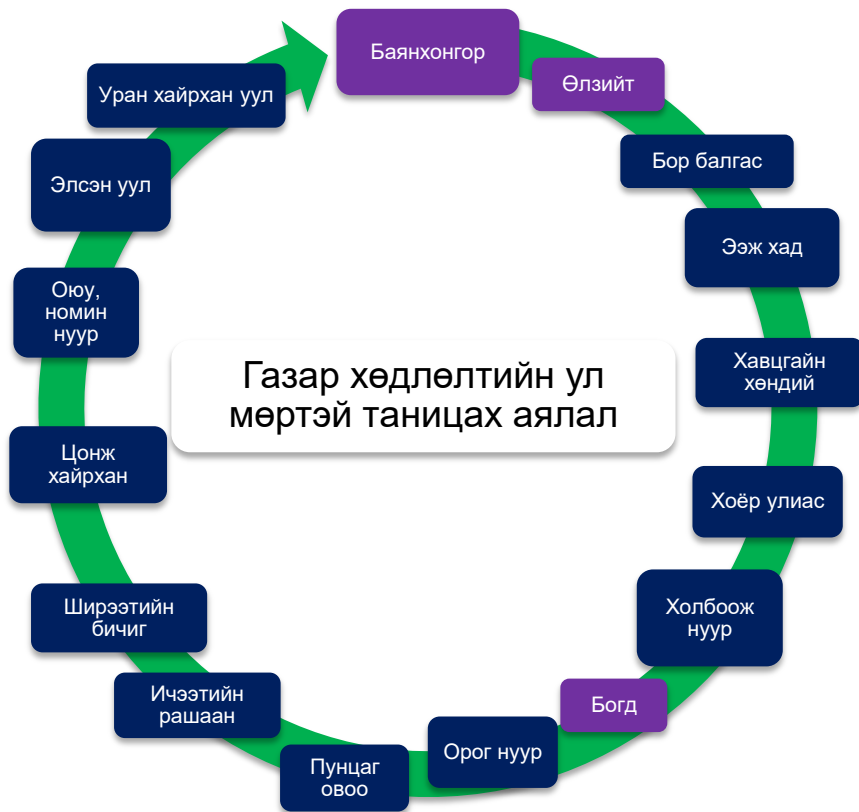 Баянхонгор
Өлзийт
Бор балгас
Ээж хад
Хавцгайн
хөндий
Хоёр улиас
Холбоож
нуур
Богд
Орог нуур
Пунцаг
овоо
Ичээтийн
рашаан
Ширээтийн
бичиг
Цонж
хайрхан
Оюу,
номин
нуур
Элсэн уул
Уран хайрхан уул
Газар хөдлөлтийн ул
мөртэй таницах аялал